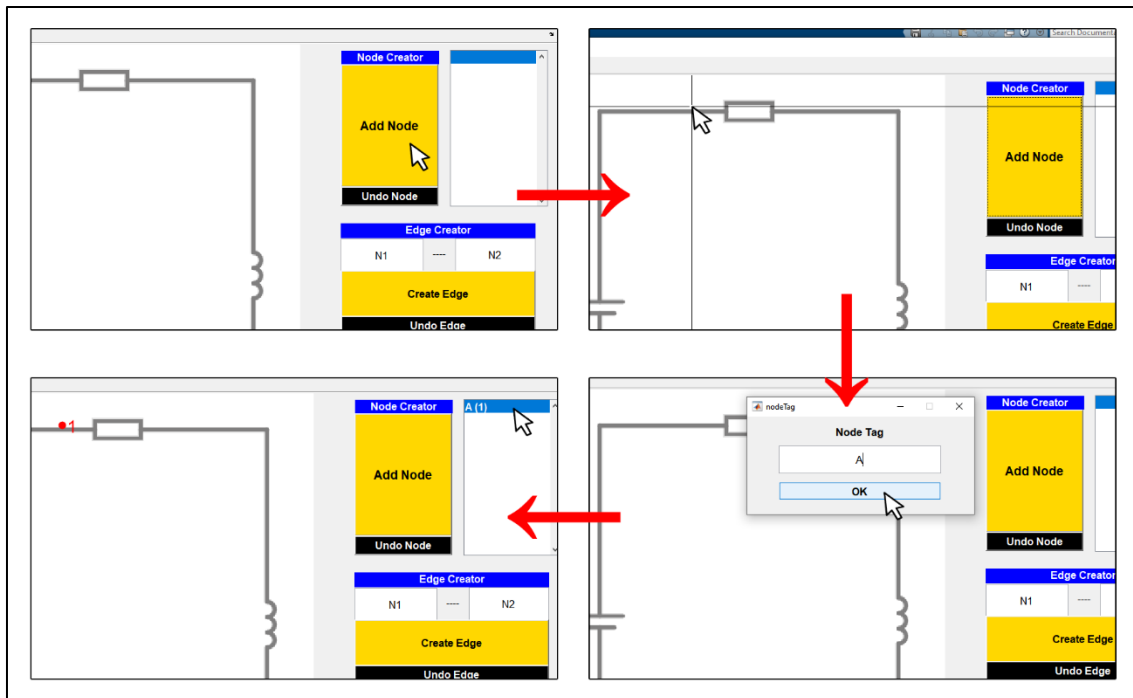 Node Creator
Add Node
Undo Node
Edge Creator
N1 ---- N2
Create Edge
Undo Edge
Search Documenta
Node Creator
Add Node
Undo Node
Edge Creator
N1 ----
Create Edge
Node Creator
A (1)
1
Add Node
Undo Node
Edge Creator
N1 ---- N2
Create Edge
Undo Edge
nodeTag
Node Tag
A
OK
Node Creator
Add Node
Undo Node
Edge Creator
N1 ----
Create Edge
Undo Edge